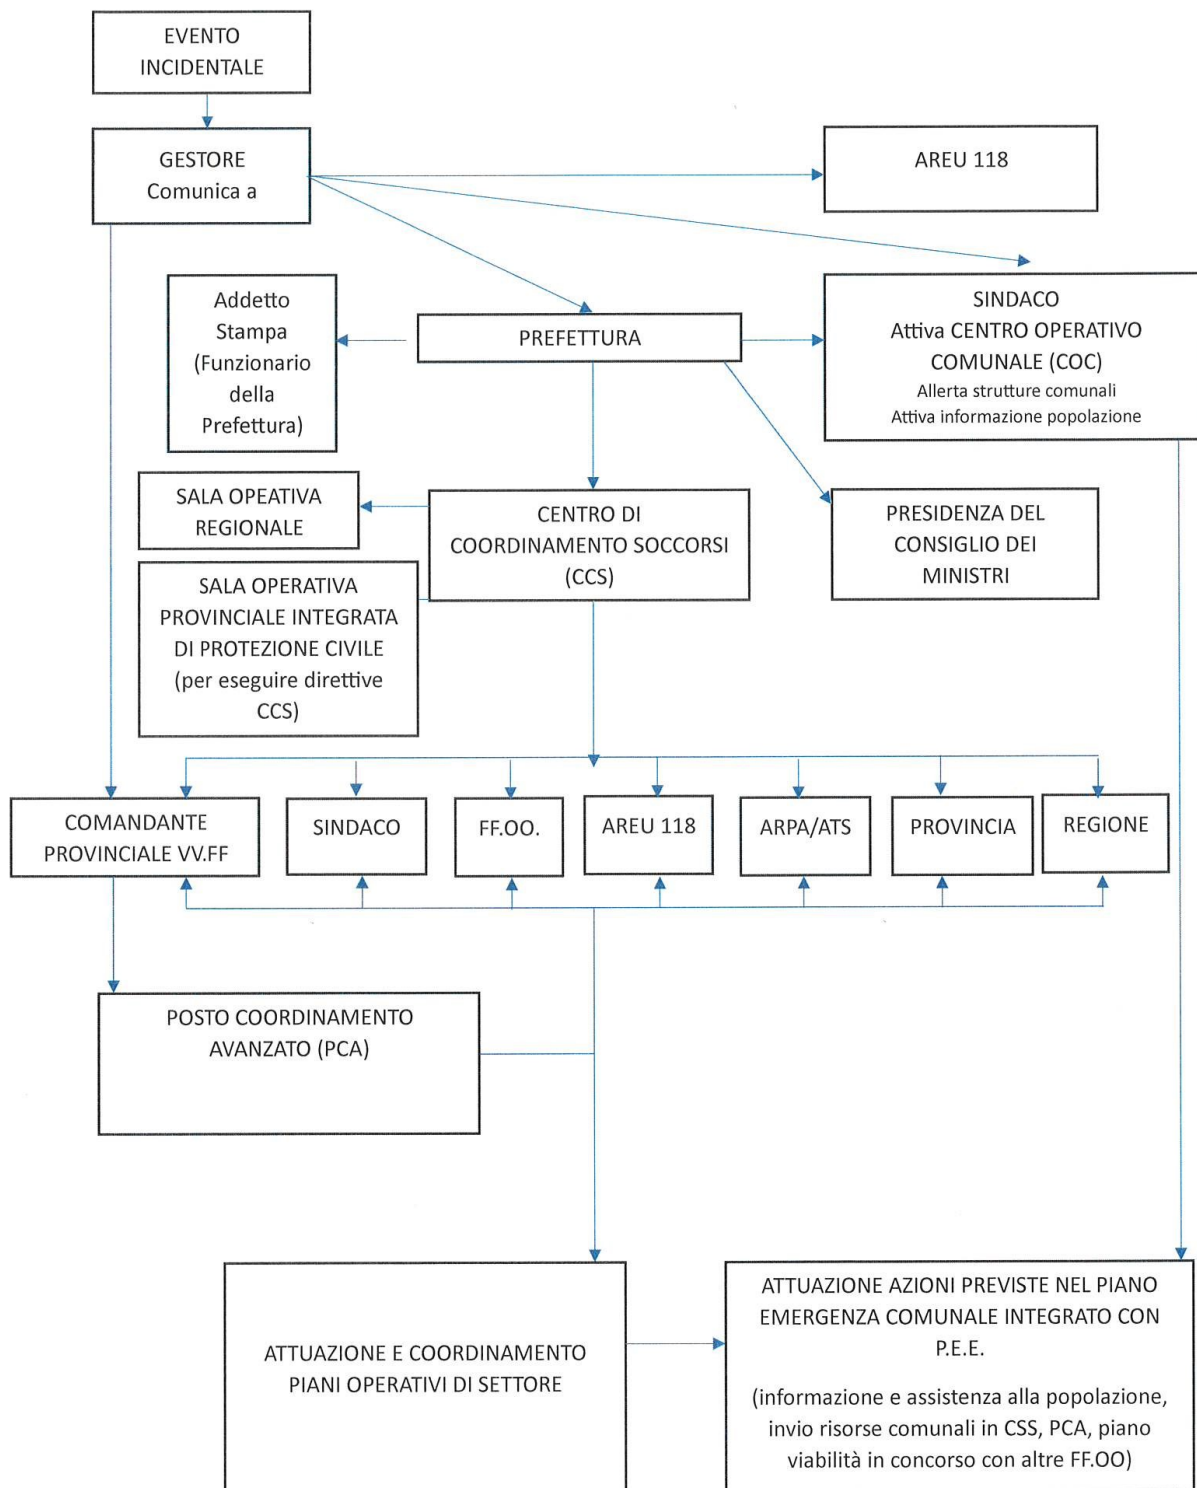 EVENTO
INCIDENTALE
GESTORE
Comunica a
AREU 118
Addetto
Stampa
(Funzionario
della
Prefettura)
PREFETTURA
SINDACO
Attiva CENTRO OPERATIVO
COMUNALE (COC)
Allerta strutture comunali
Attiva informazione popolazione
SALA OPEATIVA
REGIONALE
CENTRO DI
COORDINAMENTO SOCCORSI
(CCS)
PRESIDENZA DEL
CONSIGLIO DEI
MINISTRI
SALA OPERATIVA
PROVINCIALE INTEGRATA
DI PROTEZIONE CIVILE
(per eseguire direttive
CCS)
COMANDANTE
PROVINCIALE VV.FF
SINDACO
FF.OO.
AREU 118
ARPA/ATS
PROVINCIA
REGIONE
POSTO COORDINAMENTO
AVANZATO (PCA)
ATTUAZIONE E COORDINAMENTO
PIANI OPERATIVI DI SETTORE
ATTUAZIONE AZIONI PREVISTE NEL PIANO
EMERGENZA COMUNALE INTEGRATO CON
P.E.E.
(informazione e assistenza alla popolazione,
invio risorse comunali in CSS, PCA, piano
viabilità in concorso con altre FF.OO)